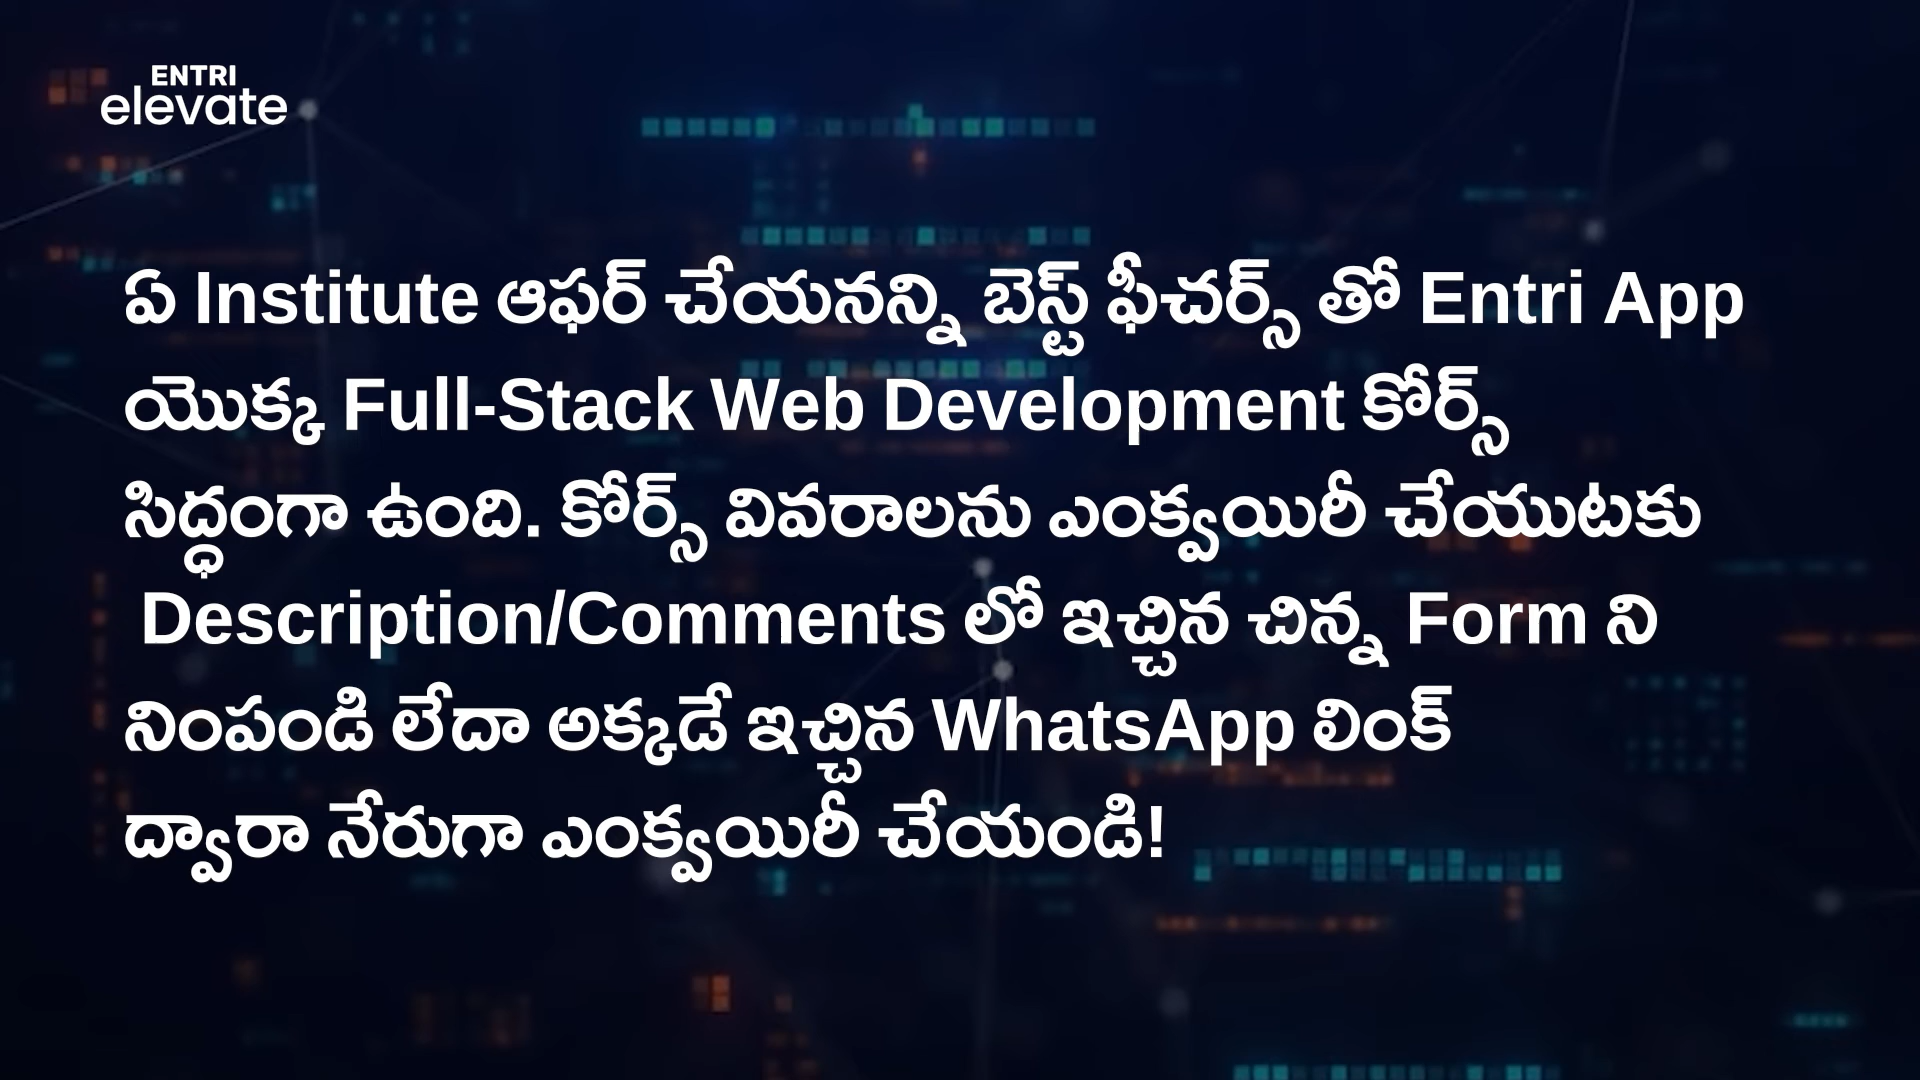 ENTRI
elevate
ఏ Institute ఆఫర్ చేయనన్ని బెస్ట్ ఫీచర్స్ తో Entri App
యొక్క Full-Stack Web Development కోర్స్
సిద్ధంగా ఉంది. కోర్స్ వివరాలను ఎంక్వయిరీ చేయుటకు
Description/Comments లో ఇచ్చిన చిన్న Form ని
నింపండి లేదా అక్కడే ఇచ్చిన WhatsApp లింక్
ద్వారా నేరుగా ఎంక్వయిరీ చేయండి!